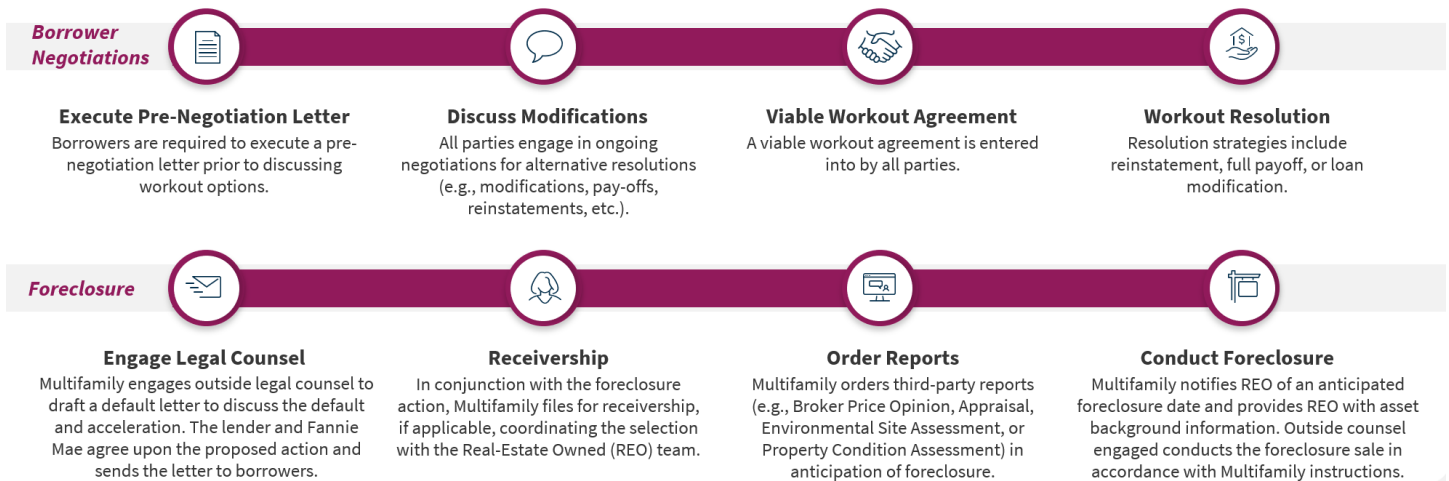 Borrower
Negotiations
Execute Pre-Negotiation Letter
Borrowers are required to execute a pre-
negotiation letter prior to discussing
workout options.
Discuss Modifications
All parties engage in ongoing
negotiations for alternative resolutions
(e.g., modifications, pay-offs,
reinstatements, etc.).
Viable Workout Agreement
A viable workout agreement is entered
into by all parties.
$
Workout Resolution
Resolution strategies include
reinstatement, full payoff, or loan
modification.
Foreclosure
Engage Legal Counsel
Multifamily engages outside legal counsel to
draft a default letter to discuss the default
and acceleration. The lender and Fannie
Mae agree upon the proposed action and
sends the letter to borrowers.
Receivership
In conjunction with the foreclosure
action, Multifamily files for receivership,
if applicable, coordinating the selection
with the Real-Estate Owned (REO) team.
Order Reports
Multifamily orders third-party reports
(e.g., Broker Price Opinion, Appraisal,
Environmental Site Assessment, or
Property Condition Assessment) in
anticipation of foreclosure.
Conduct Foreclosure
Multifamily notifies REO of an anticipated
foreclosure date and provides REO with asset
background information. Outside counsel
engaged conducts the foreclosure sale in
accordance with Multifamily instructions.